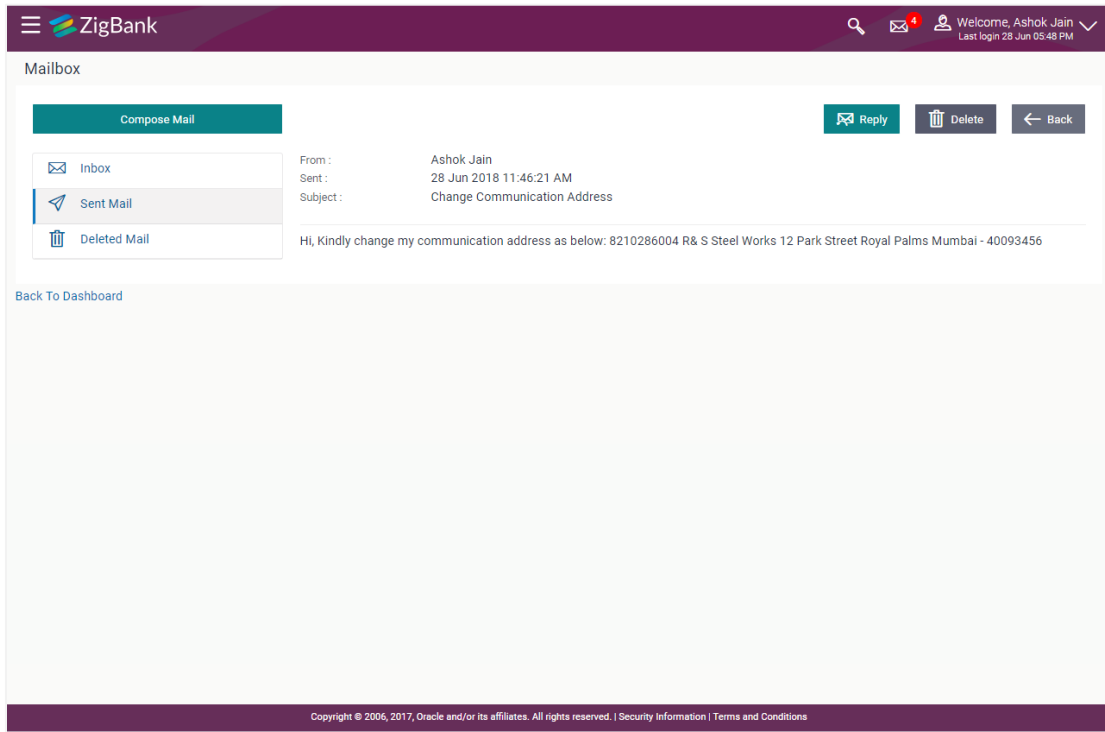 ZigBank
4
Welcome, Ashok Jain
Last login 28 Jun 05:48 PM
Mailbox
Compose Mail
Reply
Delete
Back
Inbox
Sent Mail
Deleted Mail
From : Ashok Jain
Sent : 28 Jun 2018 11:46:21 AM
Subject : Change Communication Address
Hi, Kindly change my communication address as below: 8210286004 R& S Steel Works 12 Park Street Royal Palms Mumbai - 40093456
Back To Dashboard
Copyright © 2006, 2017, Oracle and/or its affiliates. All rights reserved. | Security Information | Terms and Conditions